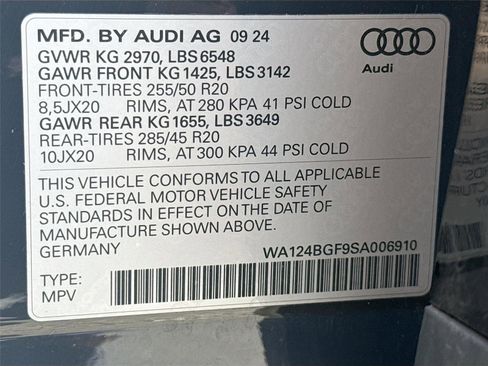 MFD. BY AUDI AG 09 24
GVWR KG 2970, LBS 6548
GAWR FRONT KG 1425, LBS 3142
FRONT-TIRES 255/50 R20
8,5JX20 RIMS, AT 280 KPA 41 PSI COLD
GAWR REAR KG 1655, LBS 3649
REAR-TIRES 285/45 R20
10JX20 RIMS, AT 300 KPA 44 PSI COLD
Audi
THIS VEHICLE CONFORMS TO ALL APPLICABLE
U.S. FEDERAL MOTOR VEHICLE SAFETY
STANDARDS IN EFFECT ON THE DATE OF
MANUFACTURE SHOWN ABOVE.
GERMANY WA124BGF9SA006910
TYPE:
MPV